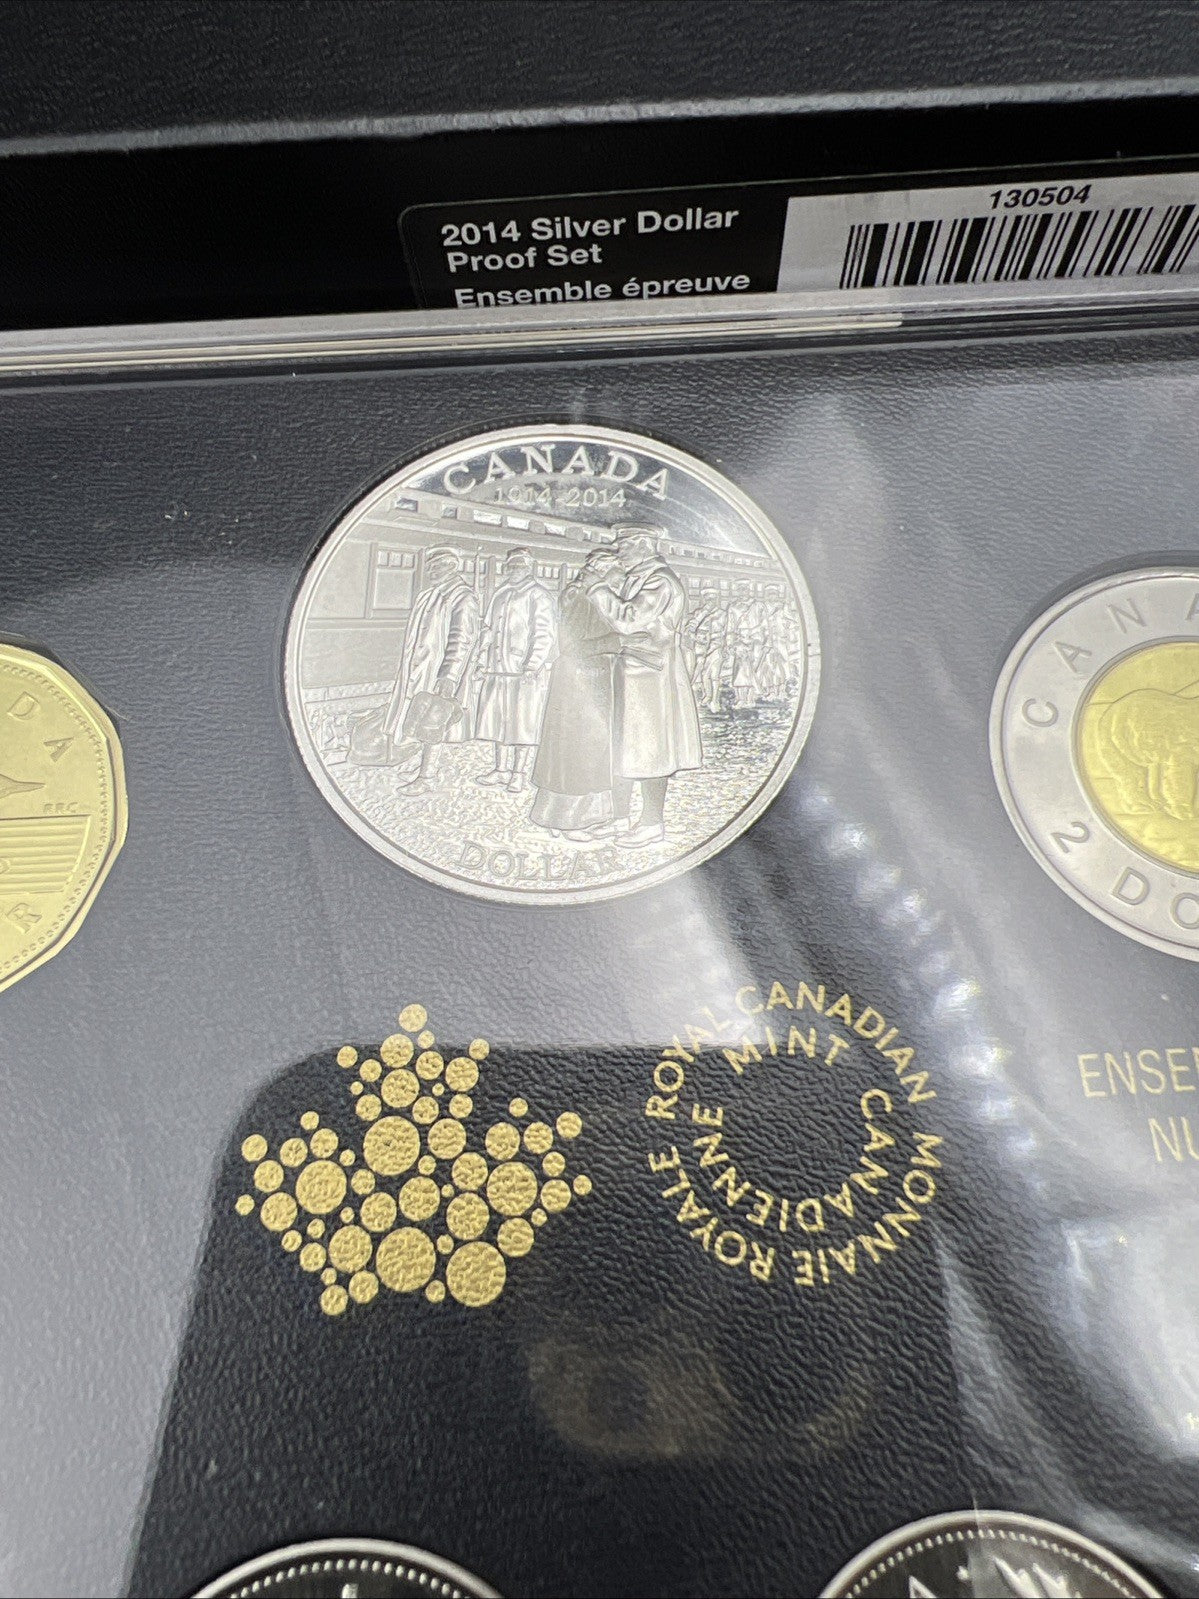 2014 Silver Dollar
Proof Set
Ensemble épreuve
130504
CANADA
1914-2014
DOLLAR
D A
RRC
R
CANA
2 DO
ROYAL CANADIAN
MINT
MONNAIE ROYALE
CANADIENNE
ENSE
NU